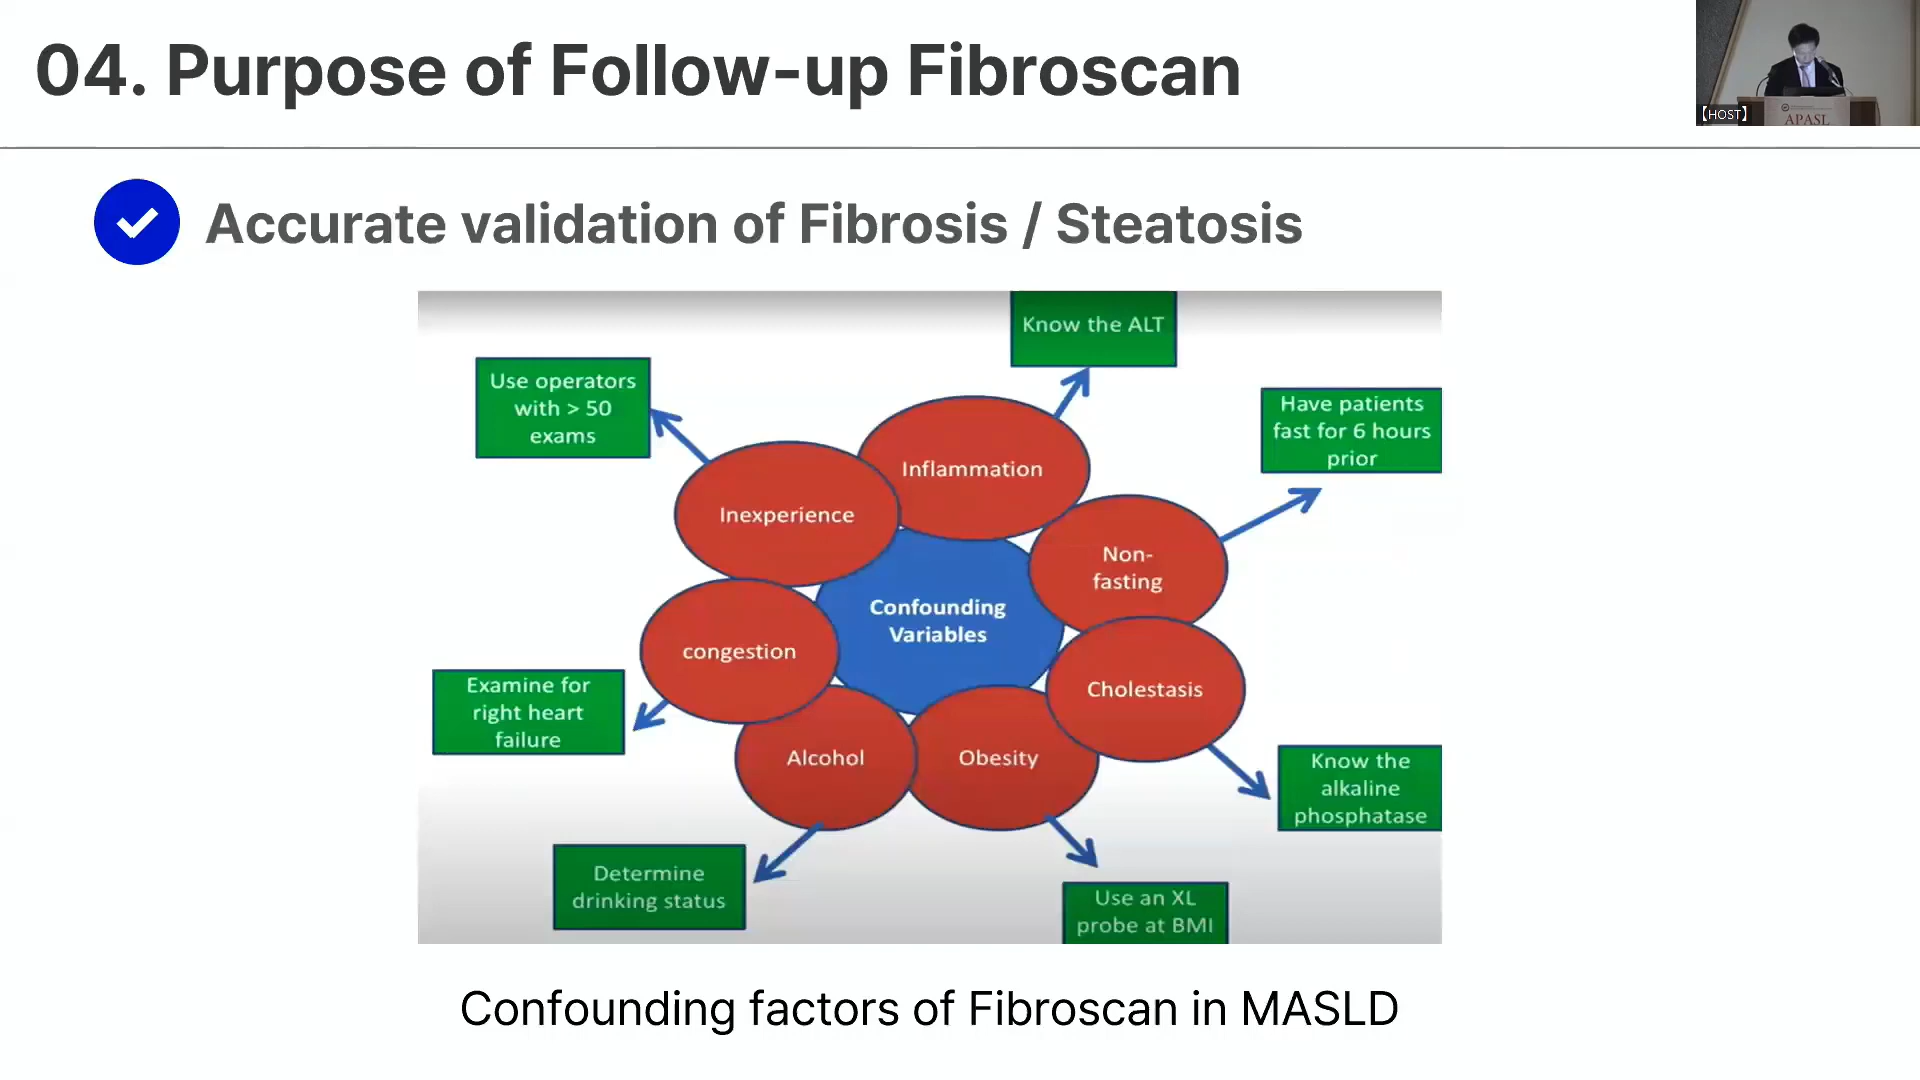 04. Purpose of Follow-up Fibroscan
【HOST】
APASL
Accurate validation of Fibrosis / Steatosis
Know the ALT
Use operators
with > 50
exams
Have patients
fast for 6 hours
prior
Inflammation
Inexperience
Non-
fasting
Confounding
Variables
congestion
Cholestasis
Examine for
right heart
failure
Alcohol
Obesity
Know the
alkaline
phosphatase
Determine
drinking status
Use an XL
probe at BMI
Confounding factors of Fibroscan in MASLD